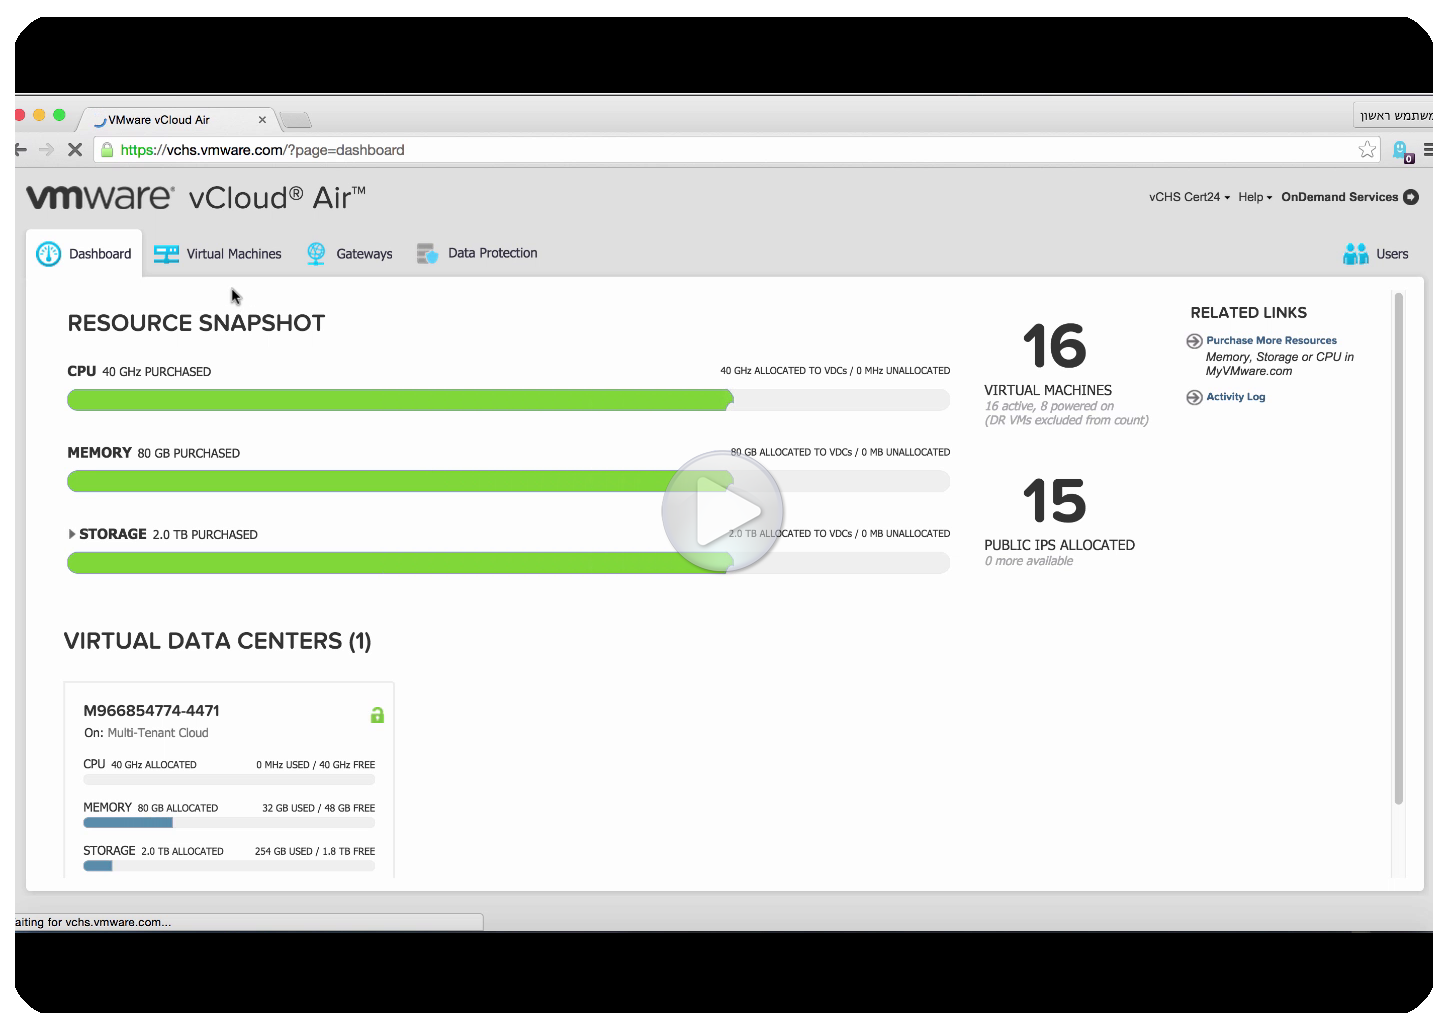 VMware vCloud Air
משתמש ראשון
https://vchs.vmware.com/?page=dashboard
0
vmware® vCloud® Air™
vCHS Cert24 Help OnDemand Services
Dashboard Virtual Machines Gateways Data Protection Users
RESOURCE SNAPSHOT
CPU 40 GHz PURCHASED 40 GHz ALLOCATED TO VDCs / 0 MHz UNALLOCATED
MEMORY 80 GB PURCHASED 80 GB ALLOCATED TO VDCs / 0 MB UNALLOCATED
STORAGE 2.0 TB PURCHASED 2.0 TB ALLOCATED TO VDCs / 0 MB UNALLOCATED
16
VIRTUAL MACHINES
16 active, 8 powered on
(DR VMs excluded from count)
15
PUBLIC IPS ALLOCATED
0 more available
RELATED LINKS
Purchase More Resources
Memory, Storage or CPU in
MyVMware.com
Activity Log
VIRTUAL DATA CENTERS (1)
M966854774-4471
On: Multi-Tenant Cloud
CPU 40 GHz ALLOCATED 0 MHz USED / 40 GHz FREE
MEMORY 80 GB ALLOCATED 32 GB USED / 48 GB FREE
STORAGE 2.0 TB ALLOCATED 254 GB USED / 1.8 TB FREE
aiting for vchs.vmware.com...